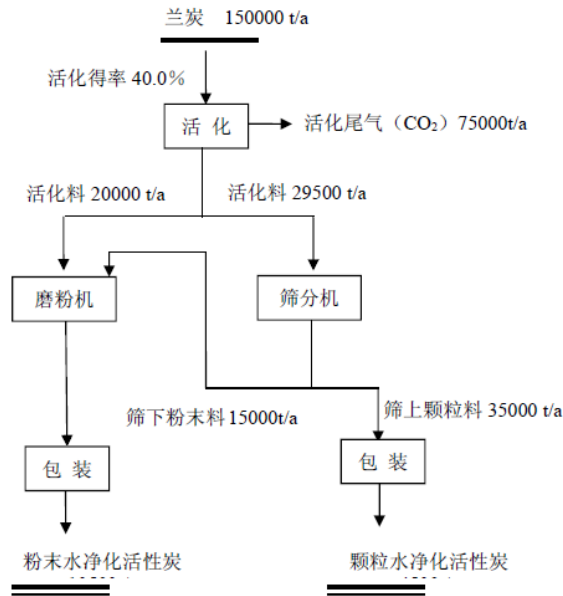 兰炭 150000 t/a
活化得率 40.0%
活 化
活化尾气（CO₂）75000t/a
活化料 20000 t/a
活化料 29500 t/a
磨粉机
筛分机
筛下粉末料 15000t/a
筛上颗粒料 35000 t/a
包 装
包 装
粉末水净化活性炭
颗粒水净化活性炭